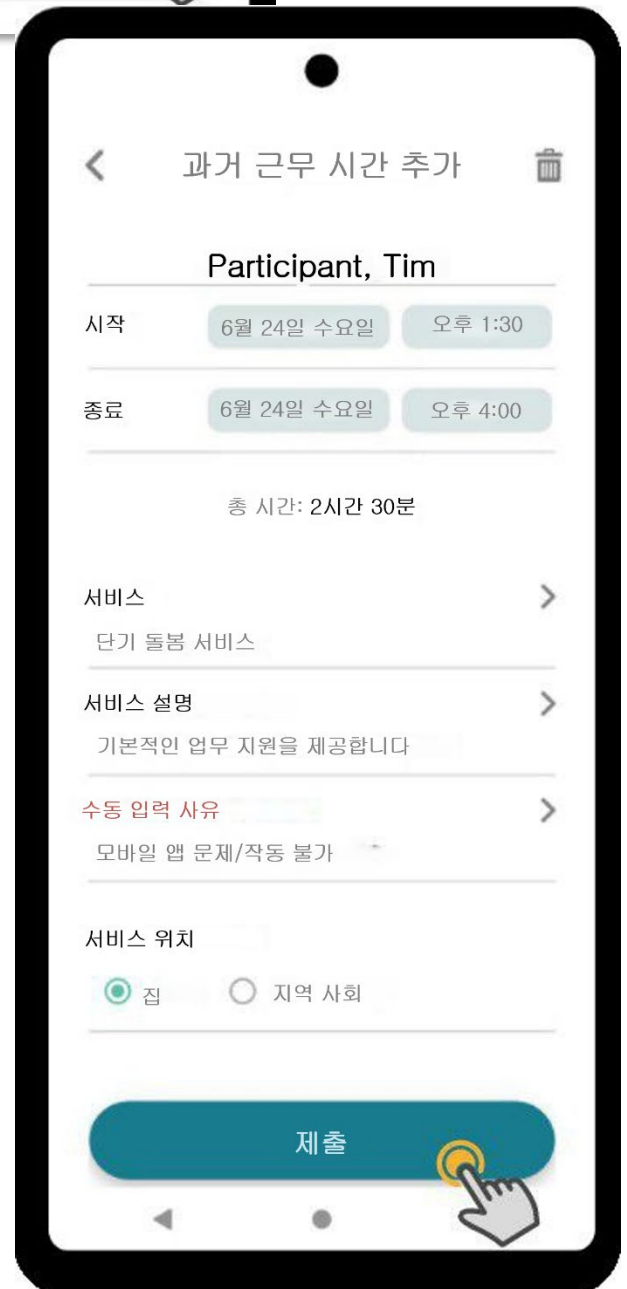 과거 근무 시간 추가
Participant, Tim
시작 6월 24일 수요일 오후 1:30
종료 6월 24일 수요일 오후 4:00
총 시간: 2시간 30분
서비스
단기 돌봄 서비스
서비스 설명
기본적인 업무 지원을 제공합니다
수동 입력 사유
모바일 앱 문제/작동 불가
서비스 위치
집 지역 사회
제출